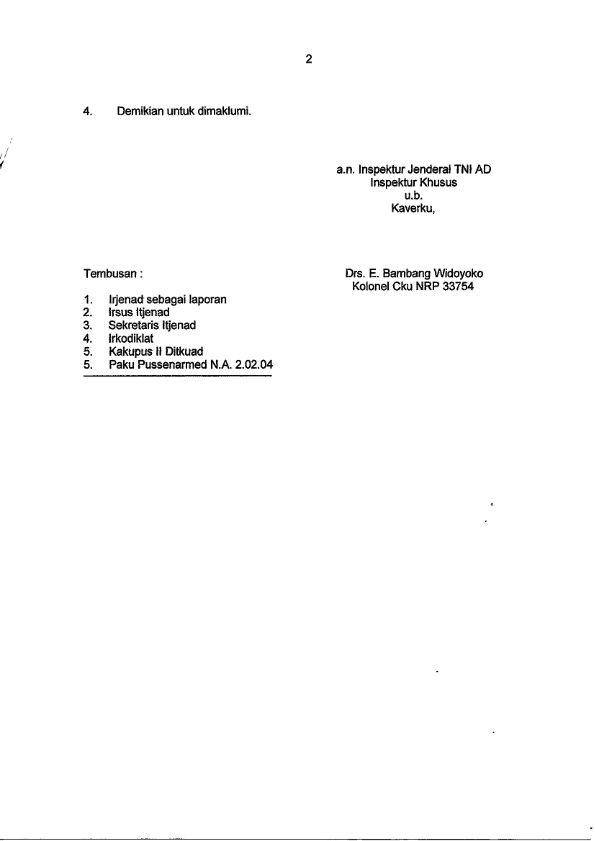 2
4. Demikian untuk dimaklumi.
a.n. Inspektur Jenderal TNI AD
Inspektur Khusus
u.b.
Kaverku,
Tembusan :
Drs. E. Bambang Widoyoko
Kolonel Cku NRP 33754
1. Irjenad sebagai laporan
2. Irsus Itjenad
3. Sekretaris Itjenad
4. Irkodiklat
5. Kakupus II Ditkuad
5. Paku Pussenarmed N.A. 2.02.04